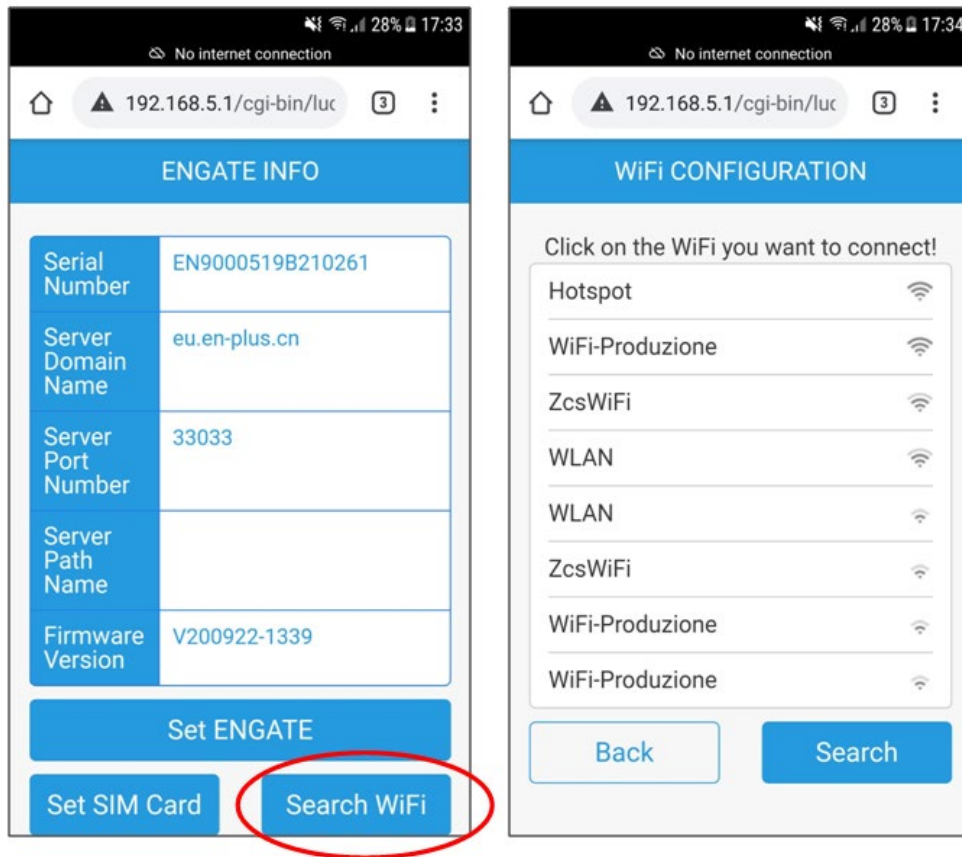 28% 17:33
No internet connection
192.168.5.1/cgi-bin/luc 3
ENGATE INFO
Serial
Number
EN9000519B210261
Server
Domain
Name
eu.en-plus.cn
Server
Port
Number
33033
Server
Path
Name
Firmware
Version
V200922-1339
Set ENGATE
Set SIM Card
Search WiFi
28% 17:34
No internet connection
192.168.5.1/cgi-bin/luc 3
WiFi CONFIGURATION
Click on the WiFi you want to connect!
Hotspot
WiFi-Produzione
ZcsWiFi
WLAN
WLAN
ZcsWiFi
WiFi-Produzione
WiFi-Produzione
Back
Search